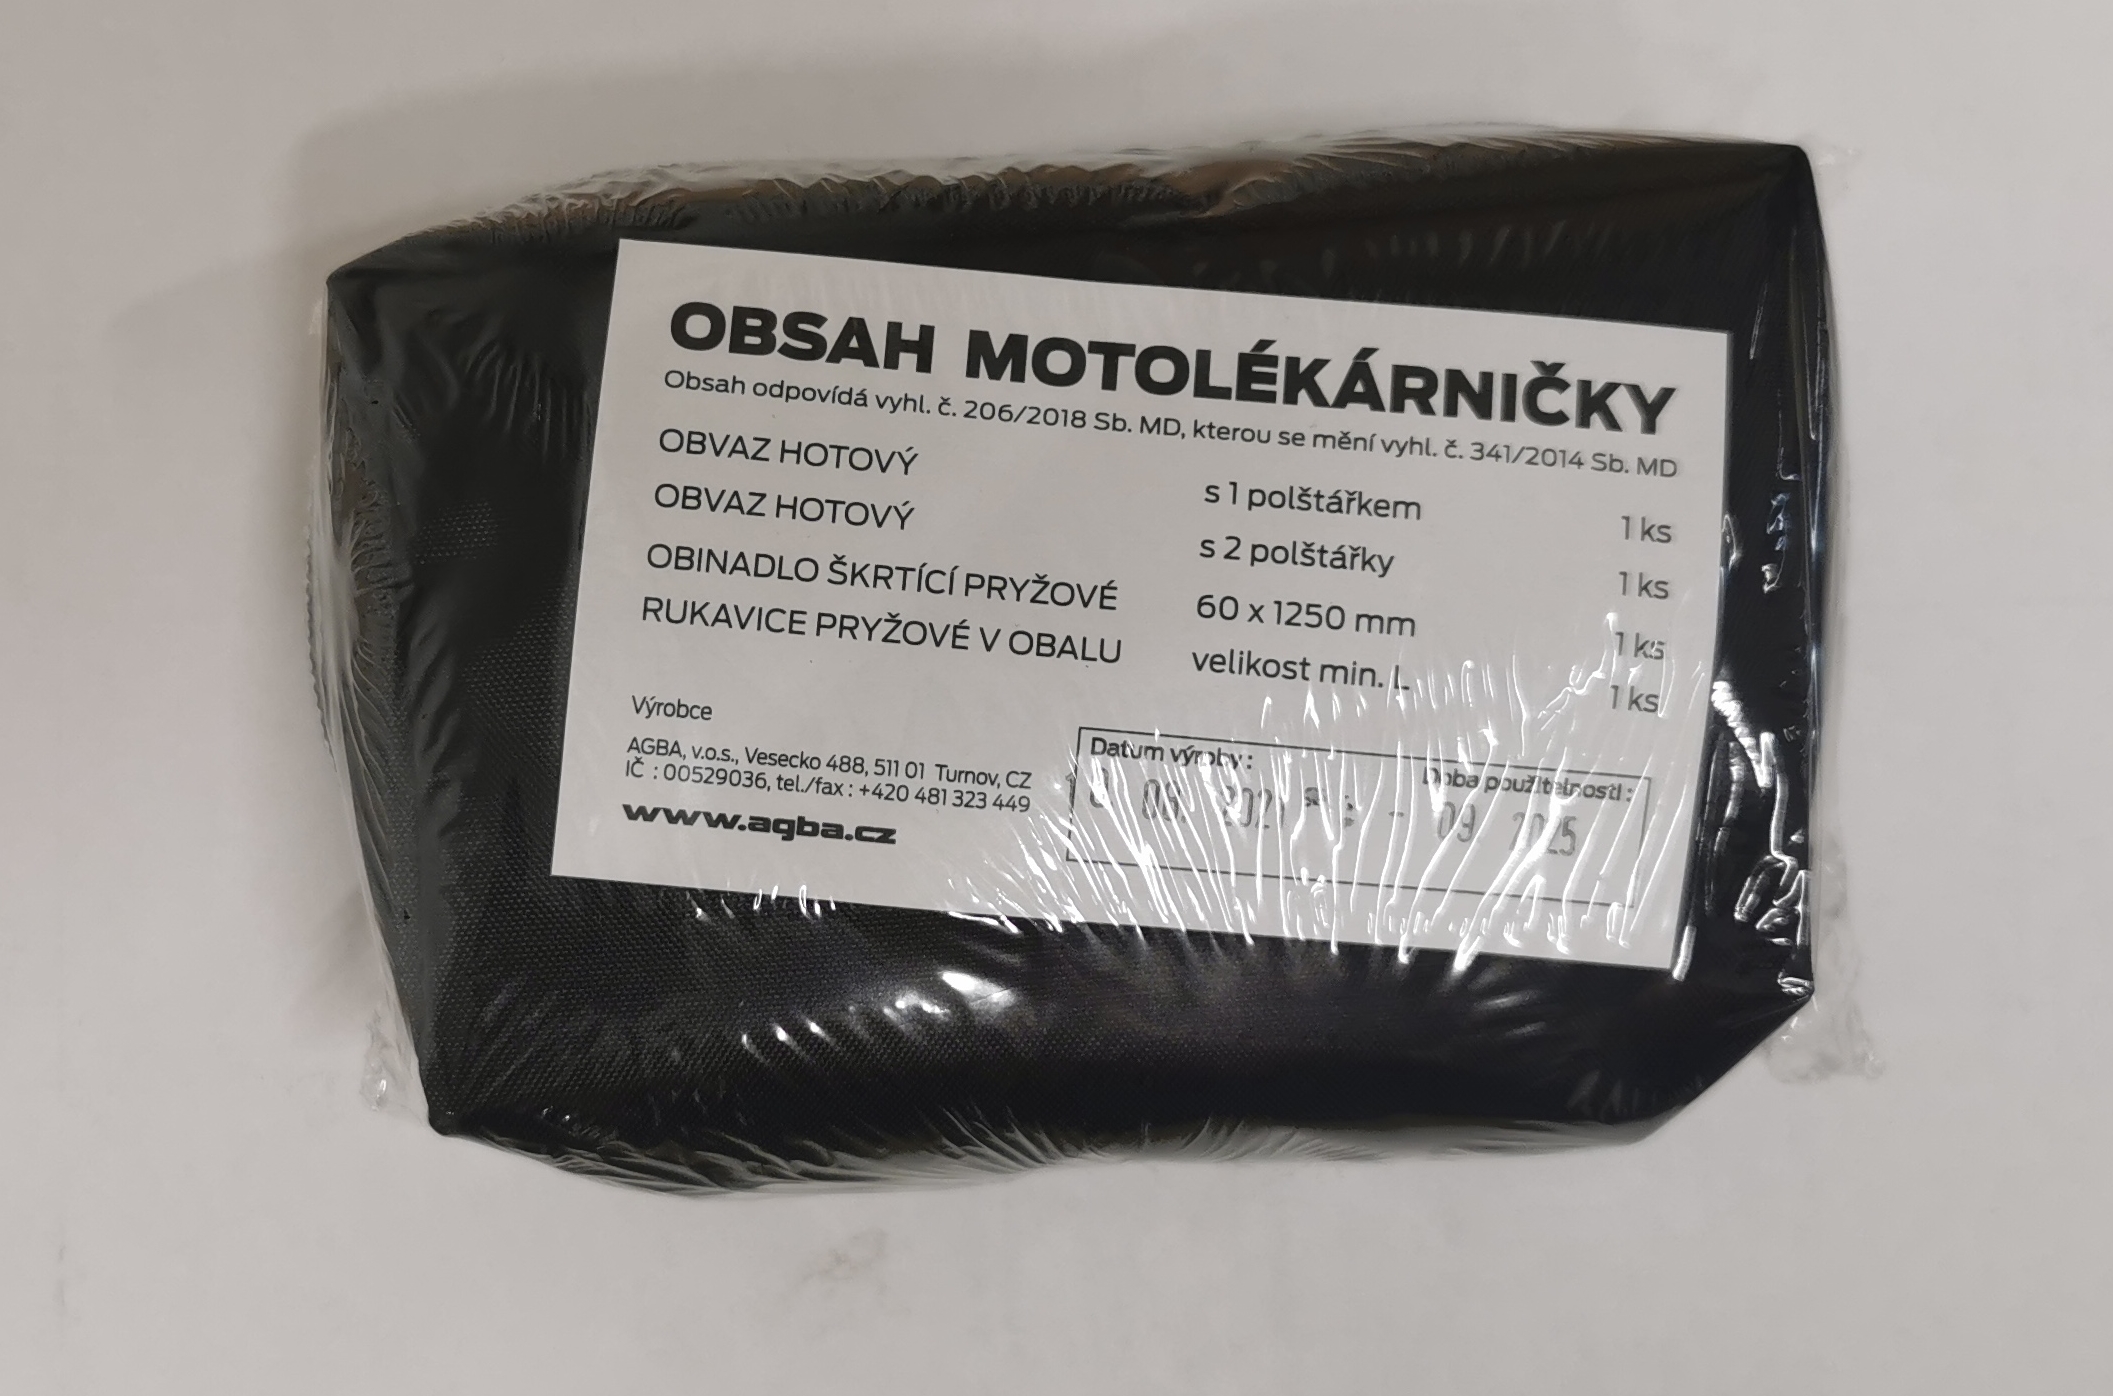 OBSAH MOTOLÉKÁRNIČKY
Obsah odpovídá vyhl. č. 206/2018 Sb. MD, kterou se mění vyhl. č. 341/2014 Sb. MD
OBVAZ HOTOVÝ s 1 polštářkem 1 ks
OBVAZ HOTOVÝ s 2 polštářky 1 ks
OBINADLO ŠKRTÍCÍ PRYŽOVÉ 60 x 1250 mm 1 ks
RUKAVICE PRYŽOVÉ V OBALU velikost min. L 1 ks
Výrobce
AGBA, v.o.s., Vesecko 488, 511 01 Turnov, CZ
IČ : 00529036, tel./fax : +420 481 323 449
www.agba.cz
Datum výroby : Doba použitelnosti :
08. 2021 - 09 2025